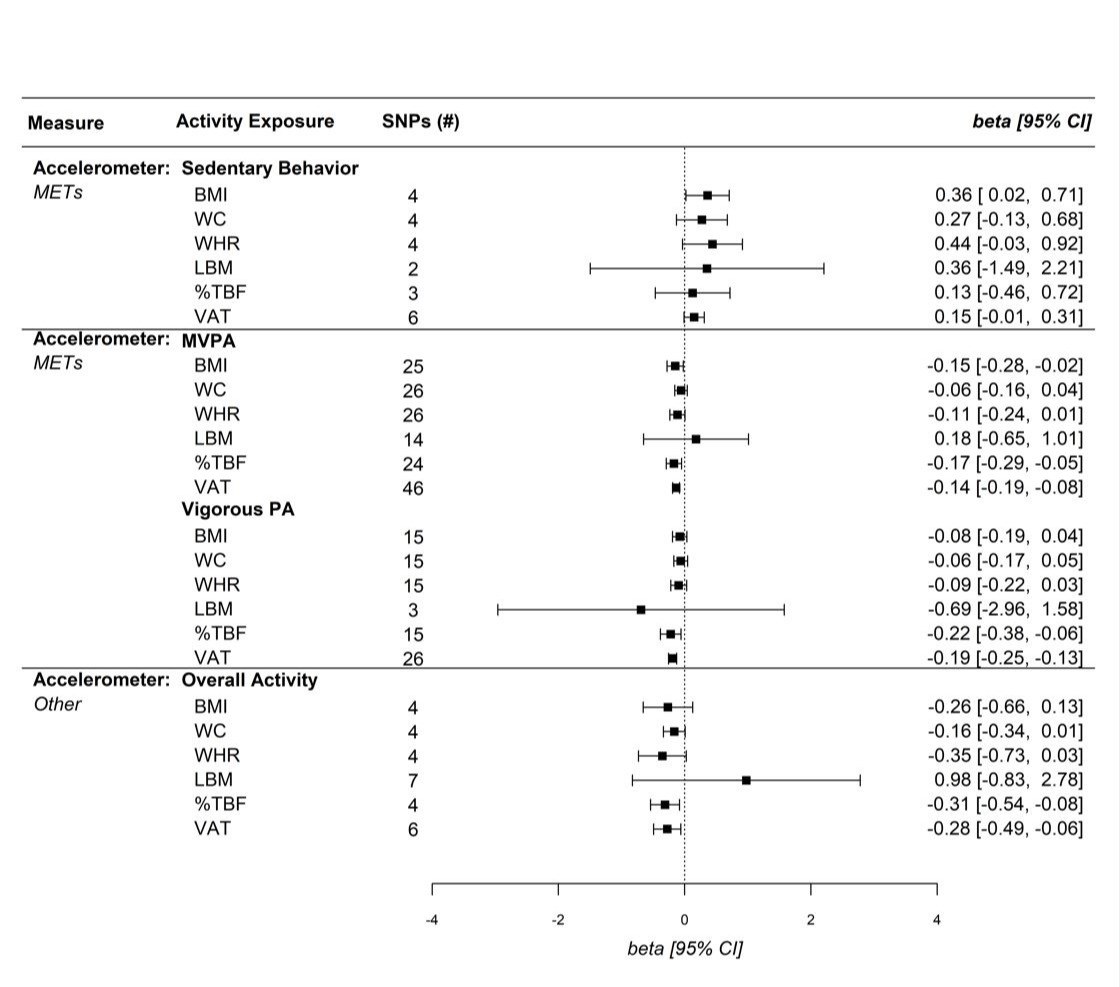 Measure Activity Exposure SNPs (#) beta [95% CI]
Accelerometer: Sedentary Behavior
METs BMI 4 0.36 [ 0.02, 0.71]
WC 4 0.27 [-0.13, 0.68]
WHR 4 0.44 [-0.03, 0.92]
LBM 2 0.36 [-1.49, 2.21]
%TBF 3 0.13 [-0.46, 0.72]
VAT 6 0.15 [-0.01, 0.31]
Accelerometer: MVPA
METs BMI 25 -0.15 [-0.28, -0.02]
WC 26 -0.06 [-0.16, 0.04]
WHR 26 -0.11 [-0.24, 0.01]
LBM 14 0.18 [-0.65, 1.01]
%TBF 24 -0.17 [-0.29, -0.05]
VAT 46 -0.14 [-0.19, -0.08]
Vigorous PA
BMI 15 -0.08 [-0.19, 0.04]
WC 15 -0.06 [-0.17, 0.05]
WHR 15 -0.09 [-0.22, 0.03]
LBM 3 -0.69 [-2.96, 1.58]
%TBF 15 -0.22 [-0.38, -0.06]
VAT 26 -0.19 [-0.25, -0.13]
Accelerometer: Overall Activity
Other BMI 4 -0.26 [-0.66, 0.13]
WC 4 -0.16 [-0.34, 0.01]
WHR 4 -0.35 [-0.73, 0.03]
LBM 7 0.98 [-0.83, 2.78]
%TBF 4 -0.31 [-0.54, -0.08]
VAT 6 -0.28 [-0.49, -0.06]
-4 -2 0 2 4
beta [95% CI]